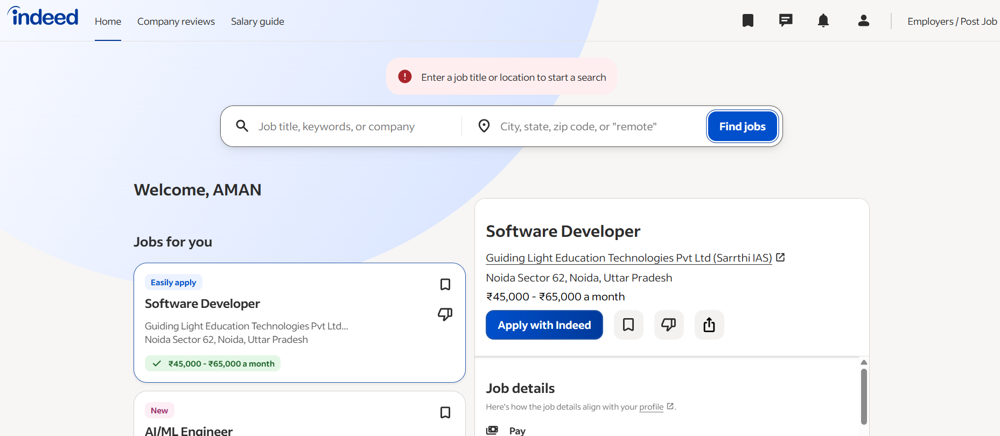 indeed
Home
Company reviews
Salary guide
Employers / Post Job
Enter a job title or location to start a search
Job title, keywords, or company
City, state, zip code, or "remote"
Find jobs
Welcome, AMAN
Jobs for you
Easily apply
Software Developer
Guiding Light Education Technologies Pvt Ltd...
Noida Sector 62, Noida, Uttar Pradesh
₹45,000 - ₹65,000 a month
New
AI/ML Engineer
Software Developer
Guiding Light Education Technologies Pvt Ltd (Sarrthi IAS)
Noida Sector 62, Noida, Uttar Pradesh
₹45,000 - ₹65,000 a month
Apply with Indeed
Job details
Here's how the job details align with your profile.
Pay